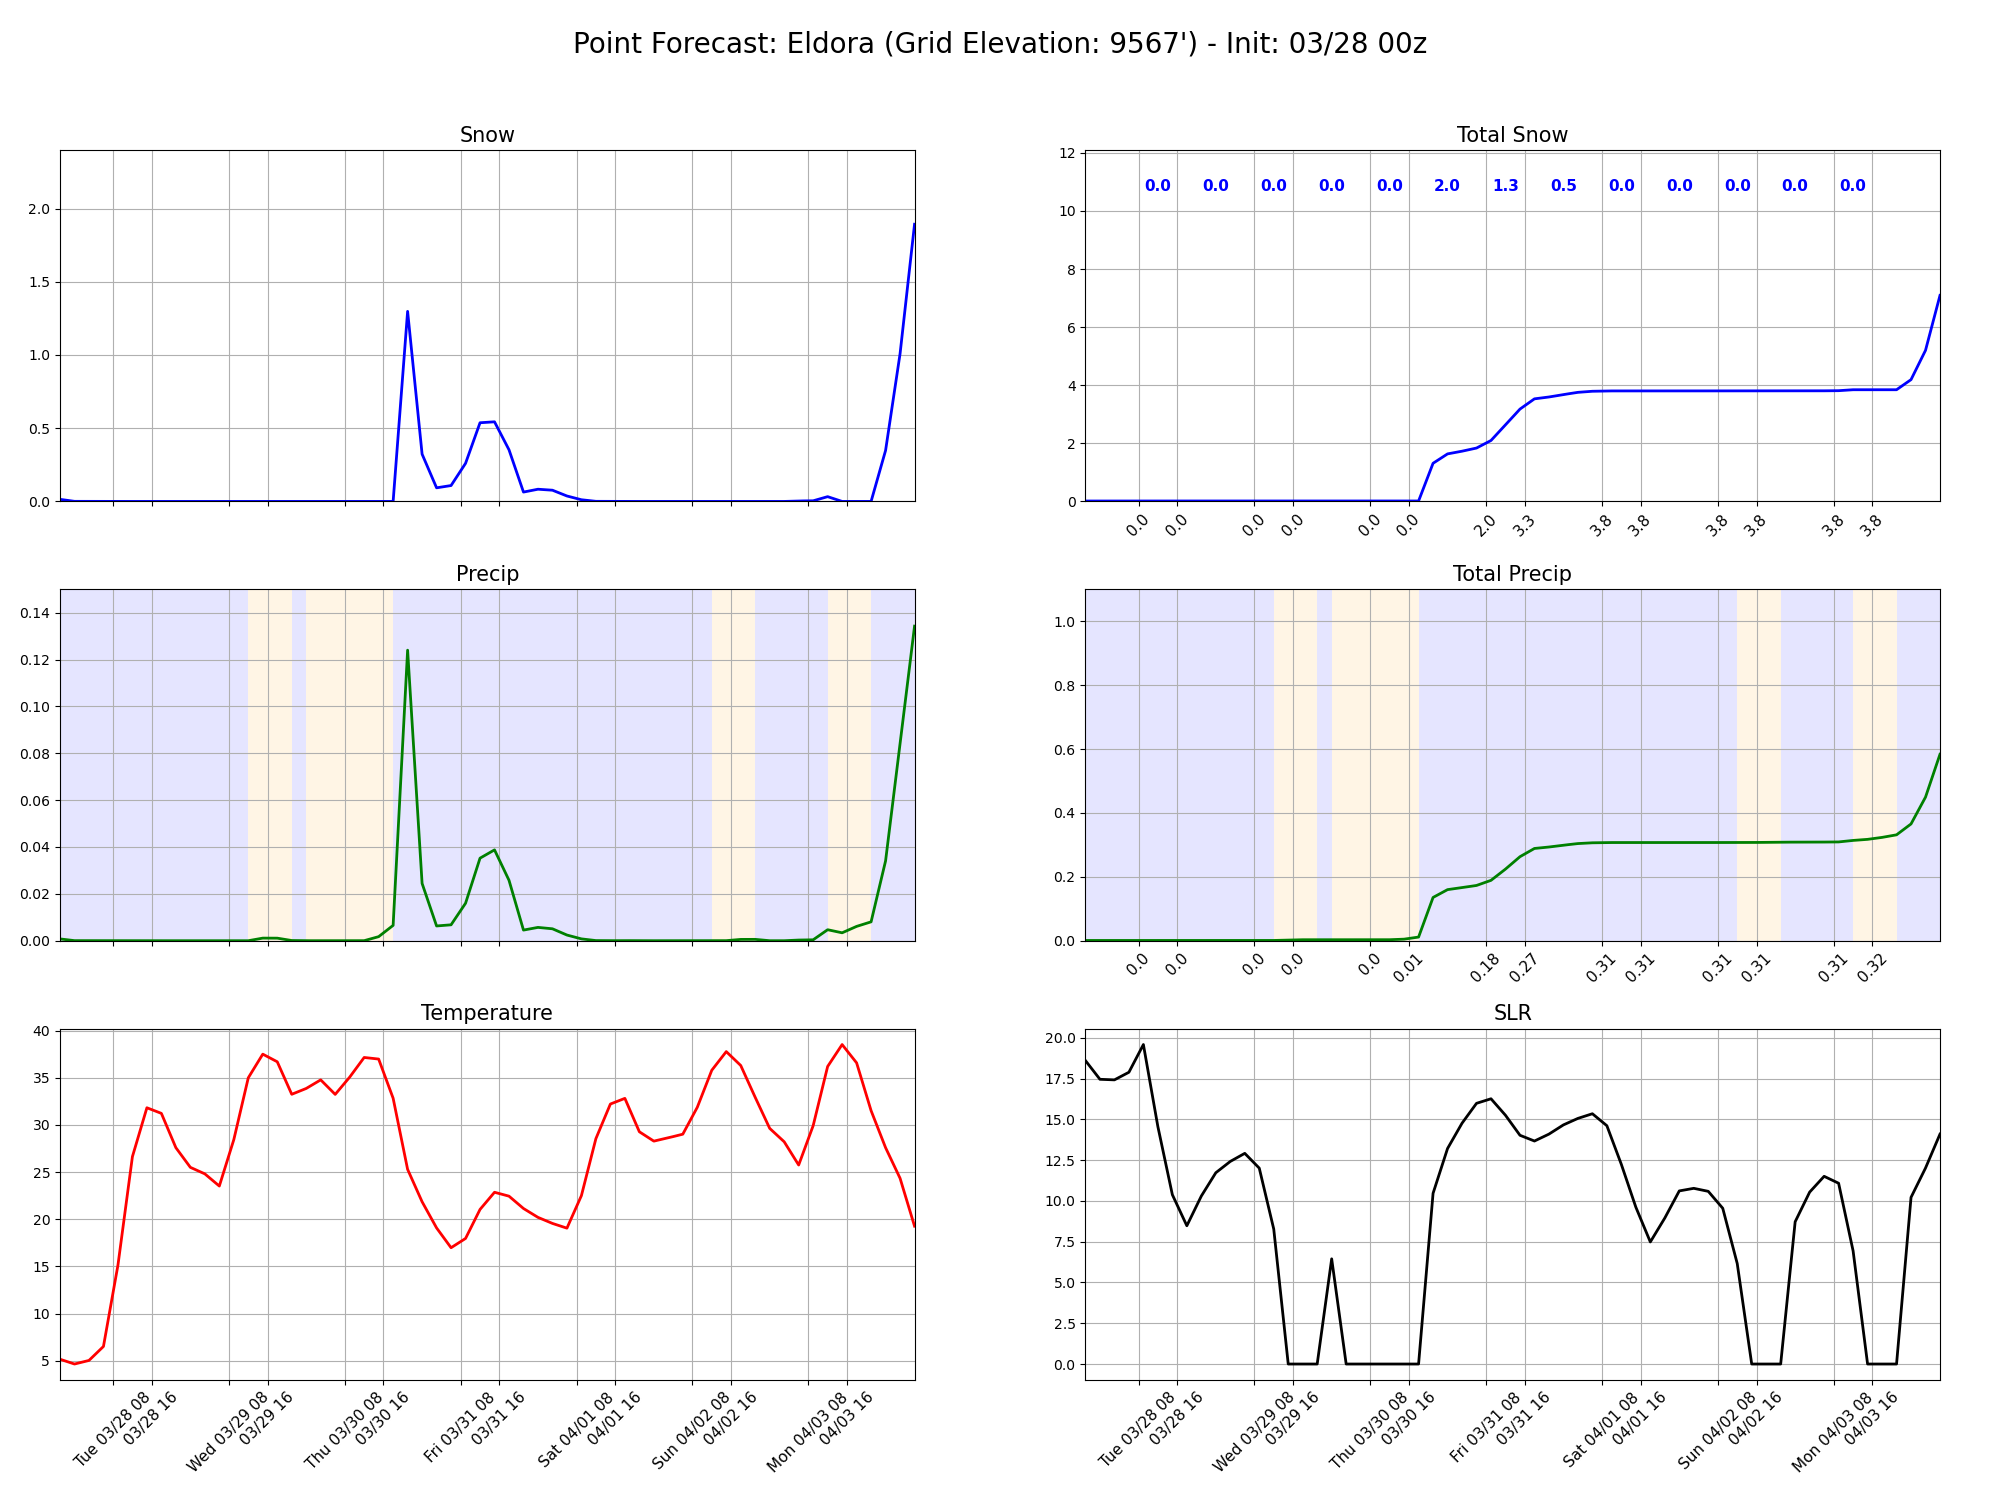 Point Forecast: Eldora (Grid Elevation: 9567') - Init: 03/28 00z
Snow
2.0
1.5
1.0
0.5
0.0
Total Snow
12
10
8
6
4
2
0
0.0 0.0 0.0 0.0 0.0 2.0 1.3 0.5 0.0 0.0 0.0 0.0 0.0
0.0 0.0 0.0 0.0 0.0 0.0 2.0 3.3 3.8 3.8 3.8 3.8 3.8 3.8
Precip
0.14
0.12
0.10
0.08
0.06
0.04
0.02
0.00
Total Precip
1.0
0.8
0.6
0.4
0.2
0.0
0.0 0.0 0.0 0.0 0.0 0.01 0.18 0.27 0.31 0.31 0.31 0.31 0.31 0.32
Temperature
40
35
30
25
20
15
10
5
Tue 03/28 08
03/28 16
Wed 03/29 08
03/29 16
Thu 03/30 08
03/30 16
Fri 03/31 08
03/31 16
Sat 04/01 08
04/01 16
Sun 04/02 08
04/02 16
Mon 04/03 08
04/03 16
SLR
20.0
17.5
15.0
12.5
10.0
7.5
5.0
2.5
0.0
Tue 03/28 08
03/28 16
Wed 03/29 08
03/29 16
Thu 03/30 08
03/30 16
Fri 03/31 08
03/31 16
Sat 04/01 08
04/01 16
Sun 04/02 08
04/02 16
Mon 04/03 08
04/03 16